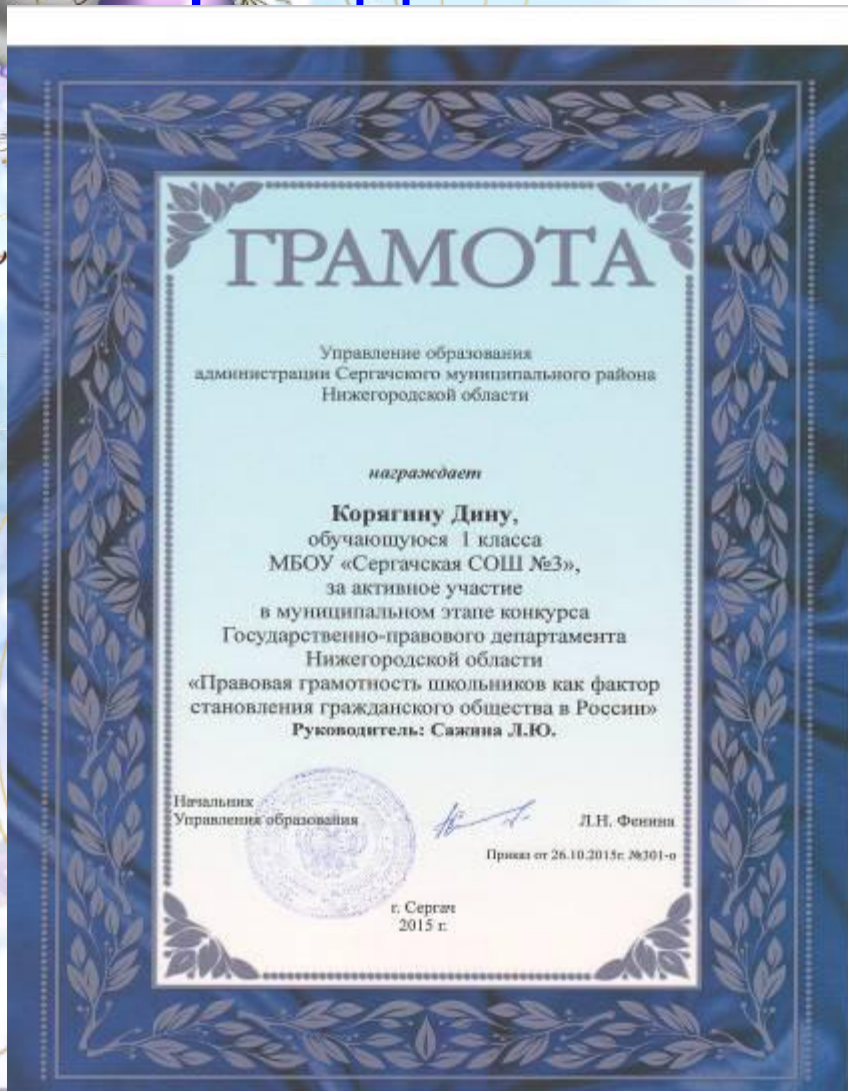 ГРАМОТА
Управление образования
администрации Сергачского муниципального района
Нижегородской области
награждает
Корягину Дину,
обучающуюся 1 класса
МБОУ «Сергачская СОШ №3»,
за активное участие
в муниципальном этапе конкурса
Государственно-правового департамента
Нижегородской области
«Правовая грамотность школьников как фактор
становления гражданского общества в России»
Руководитель: Сажина Л.Ю.
Начальник
Управления образования
Л.Н. Фенина
Приказ от 26.10.2015г. №301-о
г. Сергач
2015 г.